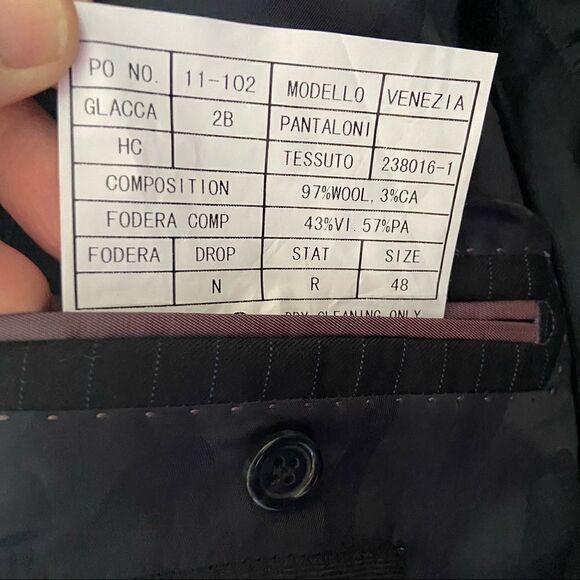 PO NO. 11-102 MODELLO VENEZIA
GLACCA 2B PANTALONI
HC TESSUTO 238016-1
COMPOSITION 97%WOOL, 3%CA
FODERA COMP 43%VI. 57%PA
FODERA DROP STAT SIZE
N R 48
DRY CLEANING ONLY